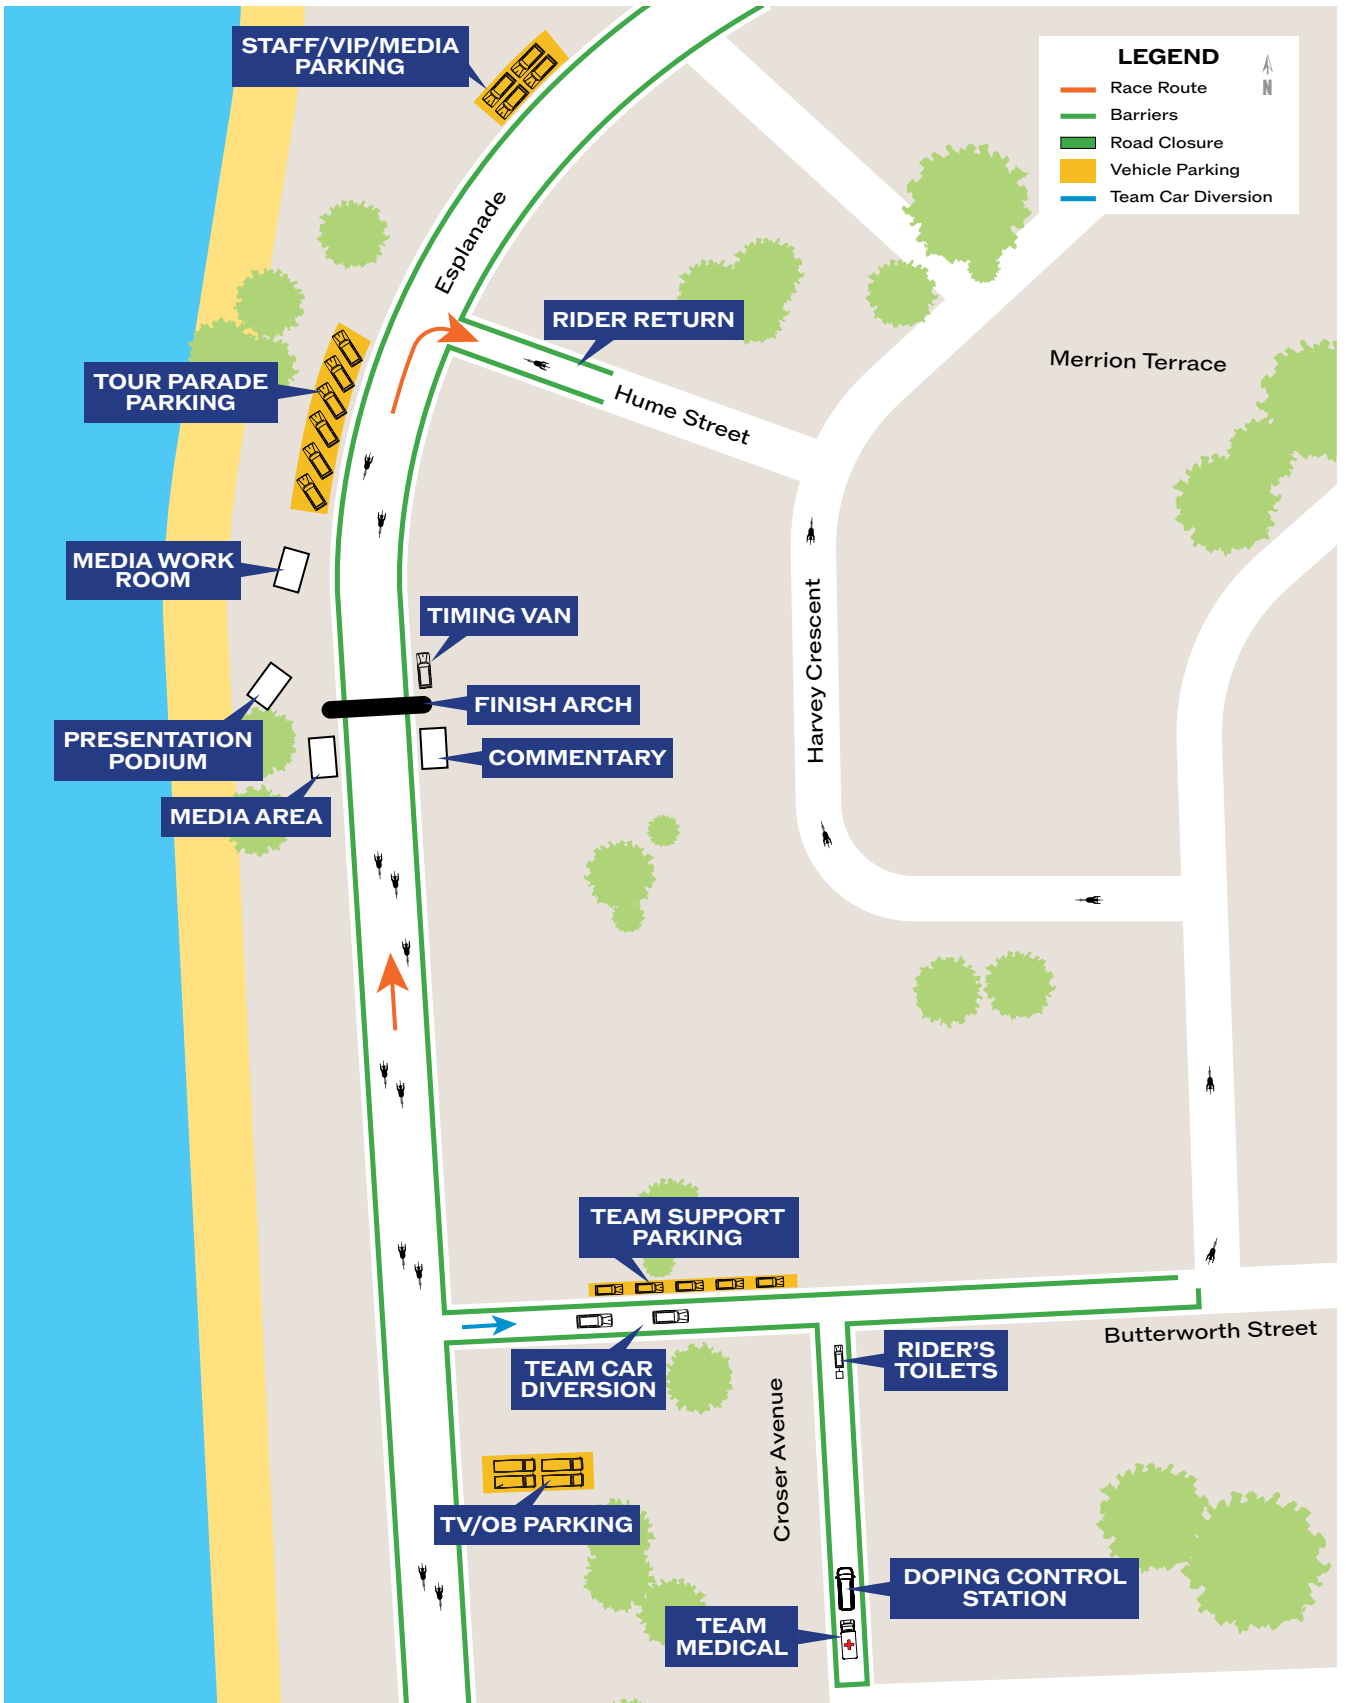 STAFF/VIP/MEDIA
PARKING
LEGEND
N
Race Route
Barriers
Road Closure
Vehicle Parking
Team Car Diversion
Esplanade
RIDER RETURN
Merrion Terrace
TOUR PARADE
PARKING
Hume Street
MEDIA WORK
ROOM
Harvey Crescent
TIMING VAN
FINISH ARCH
PRESENTATION
PODIUM
COMMENTARY
MEDIA AREA
TEAM SUPPORT
PARKING
Butterworth Street
RIDER'S
TOILETS
TEAM CAR
DIVERSION
Croser Avenue
TV/OB PARKING
DOPING CONTROL
STATION
TEAM
MEDICAL